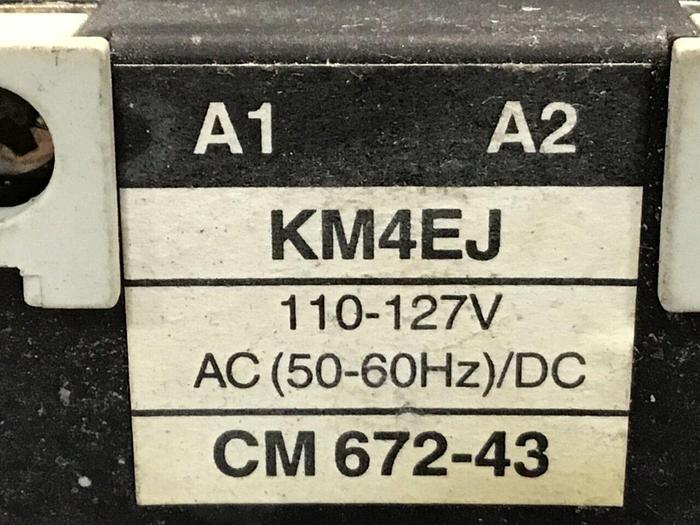 A1 A2
KM4EJ
110-127V
AC (50-60Hz)/DC
CM 672-43